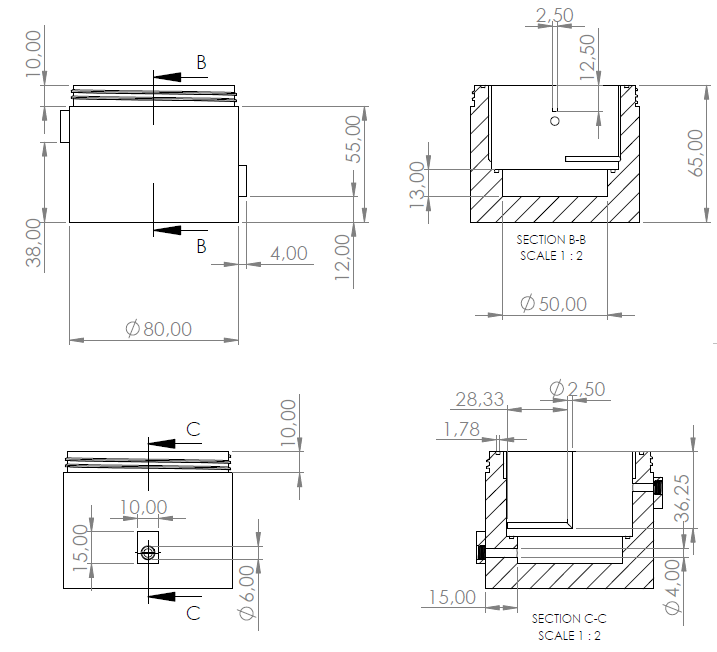 10,00
B
B
38,00
55,00
12,00
4,00
∅80,00
2,50
12,50
65,00
13,00
SECTION B-B
SCALE 1 : 2
∅50,00
C
C
10,00
10,00
15,00
∅6,00
28,33
∅2,50
1,78
36,25
15,00
∅4,00
SECTION C-C
SCALE 1 : 2